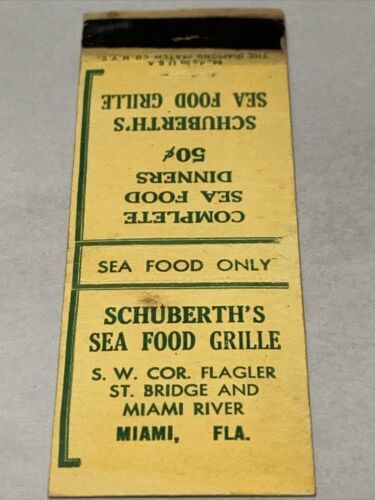 THE DIAMOND MATCH CO. N.Y.C.
Made in U.S.A.
SCHUBERTH'S
SEA FOOD GRILLE
COMPLETE
SEA FOOD
DINNERS
50¢
SEA FOOD ONLY
SCHUBERTH'S
SEA FOOD GRILLE
S. W. COR. FLAGLER
ST. BRIDGE AND
MIAMI RIVER
MIAMI, FLA.